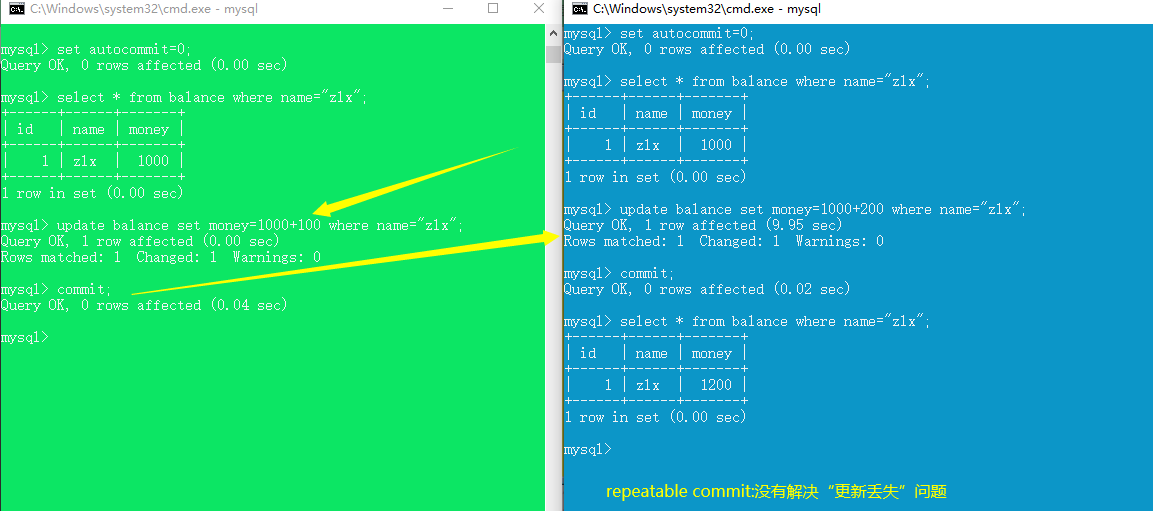 C:\Windows\system32\cmd.exe - mysql
mysql> set autocommit=0;
Query OK, 0 rows affected (0.00 sec)
mysql> select * from balance where name="zlx";
+------+------+-------+
| id   | name | money |
+------+------+-------+
|    1 | zlx  |  1000 |
+------+------+-------+
1 row in set (0.00 sec)
mysql> update balance set money=1000+100 where name="zlx";
Query OK, 1 row affected (0.00 sec)
Rows matched: 1  Changed: 1  Warnings: 0
mysql> commit;
Query OK, 0 rows affected (0.04 sec)
mysql>
C:\Windows\system32\cmd.exe - mysql
mysql> set autocommit=0;
Query OK, 0 rows affected (0.00 sec)
mysql> select * from balance where name="zlx";
+------+------+-------+
| id   | name | money |
+------+------+-------+
|    1 | zlx  |  1000 |
+------+------+-------+
1 row in set (0.00 sec)
mysql> update balance set money=1000+200 where name="zlx";
Query OK, 1 row affected (9.95 sec)
Rows matched: 1  Changed: 1  Warnings: 0
mysql> commit;
Query OK, 0 rows affected (0.02 sec)
mysql> select * from balance where name="zlx";
+------+------+-------+
| id   | name | money |
+------+------+-------+
|    1 | zlx  |  1200 |
+------+------+-------+
1 row in set (0.00 sec)
mysql>
repeatable commit:没有解决“更新丢失”问题